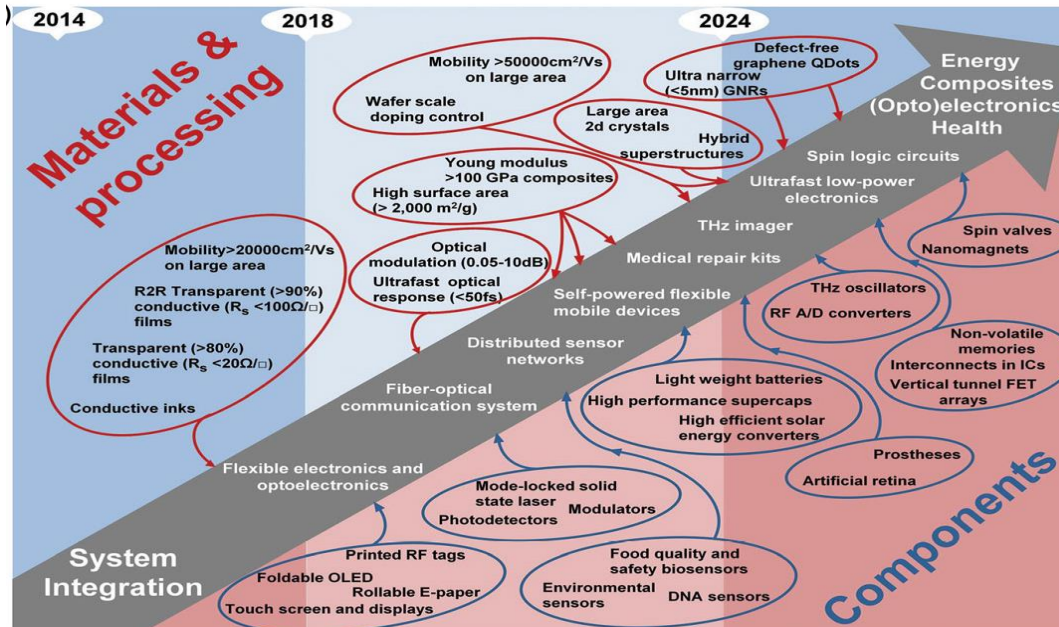 )
2014
2018
2024
Materials &
processing
Mobility >50000cm²/Vs
on large area
Wafer scale
doping control
Defect-free
graphene QDots
Ultra narrow
(<5nm) GNRs
Large area
2d crystals
Hybrid
superstructures
Young modulus
>100 GPa composites
High surface area
(> 2,000 m²/g)
Optical
modulation (0.05-10dB)
Ultrafast optical
response (<50fs)
Mobility>20000cm²/Vs
on large area
R2R Transparent (>90%)
conductive (Rs <100Ω/□)
films
Transparent (>80%)
conductive (Rs <20Ω/□)
films
Conductive inks
Energy
Composites
(Opto)electronics
Health
Spin logic circuits
Ultrafast low-power
electronics
THz imager
Medical repair kits
Self-powered flexible
mobile devices
Distributed sensor
networks
Fiber-optical
communication system
Flexible electronics and
optoelectronics
System
Integration
Spin valves
Nanomagnets
THz oscillators
RF A/D converters
Non-volatile
memories
Interconnects in ICs
Vertical tunnel FET
arrays
Light weight batteries
High performance supercaps
High efficient solar
energy converters
Prostheses
Artificial retina
Mode-locked solid
state laser
Modulators
Photodetectors
Printed RF tags
Foldable OLED
Rollable E-paper
Touch screen and displays
Food quality and
safety biosensors
Environmental
sensors
DNA sensors
Components